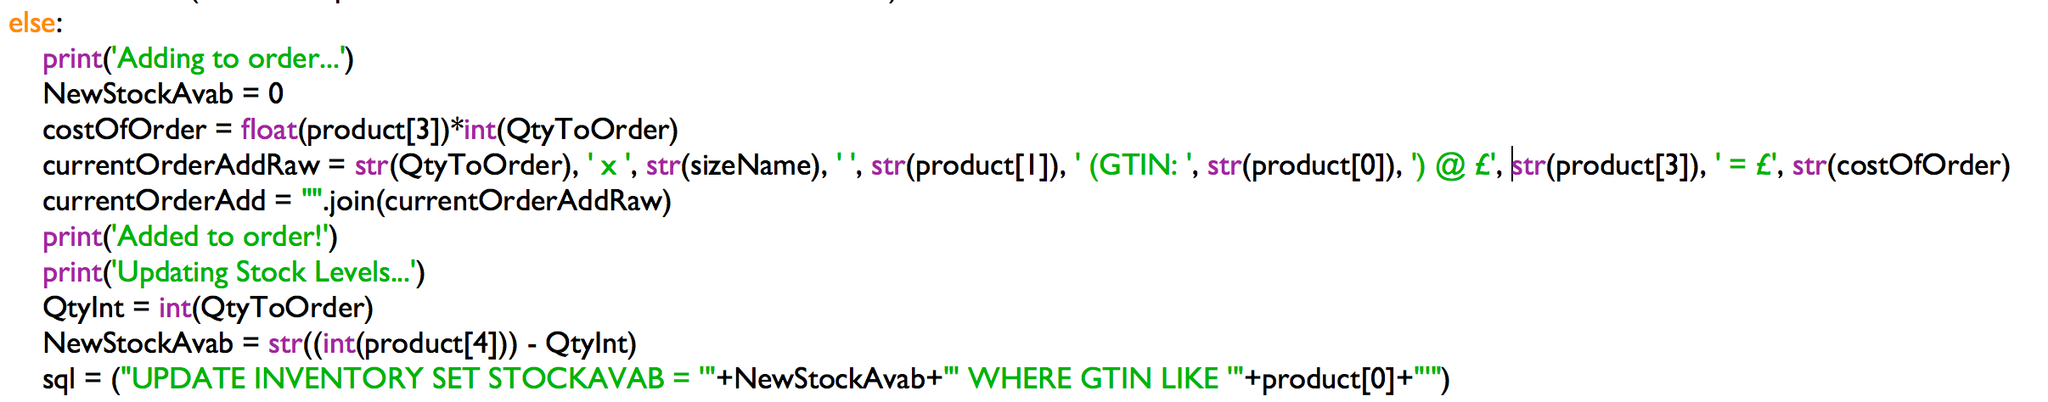 else:
print('Adding to order...')
NewStockAvab = 0
costOfOrder = float(product[3])*int(QtyToOrder)
currentOrderAddRaw = str(QtyToOrder), ' x ', str(sizeName), ' ', str(product[1]), ' (GTIN: ', str(product[0]), ') @ £', str(product[3]), ' = £', str(costOfOrder)
currentOrderAdd = "".join(currentOrderAddRaw)
print('Added to order!')
print('Updating Stock Levels...')
QtyInt = int(QtyToOrder)
NewStockAvab = str((int(product[4])) - QtyInt)
sql = ("UPDATE INVENTORY SET STOCKAVAB = '"+NewStockAvab+"' WHERE GTIN LIKE '"+product[0]+"'")